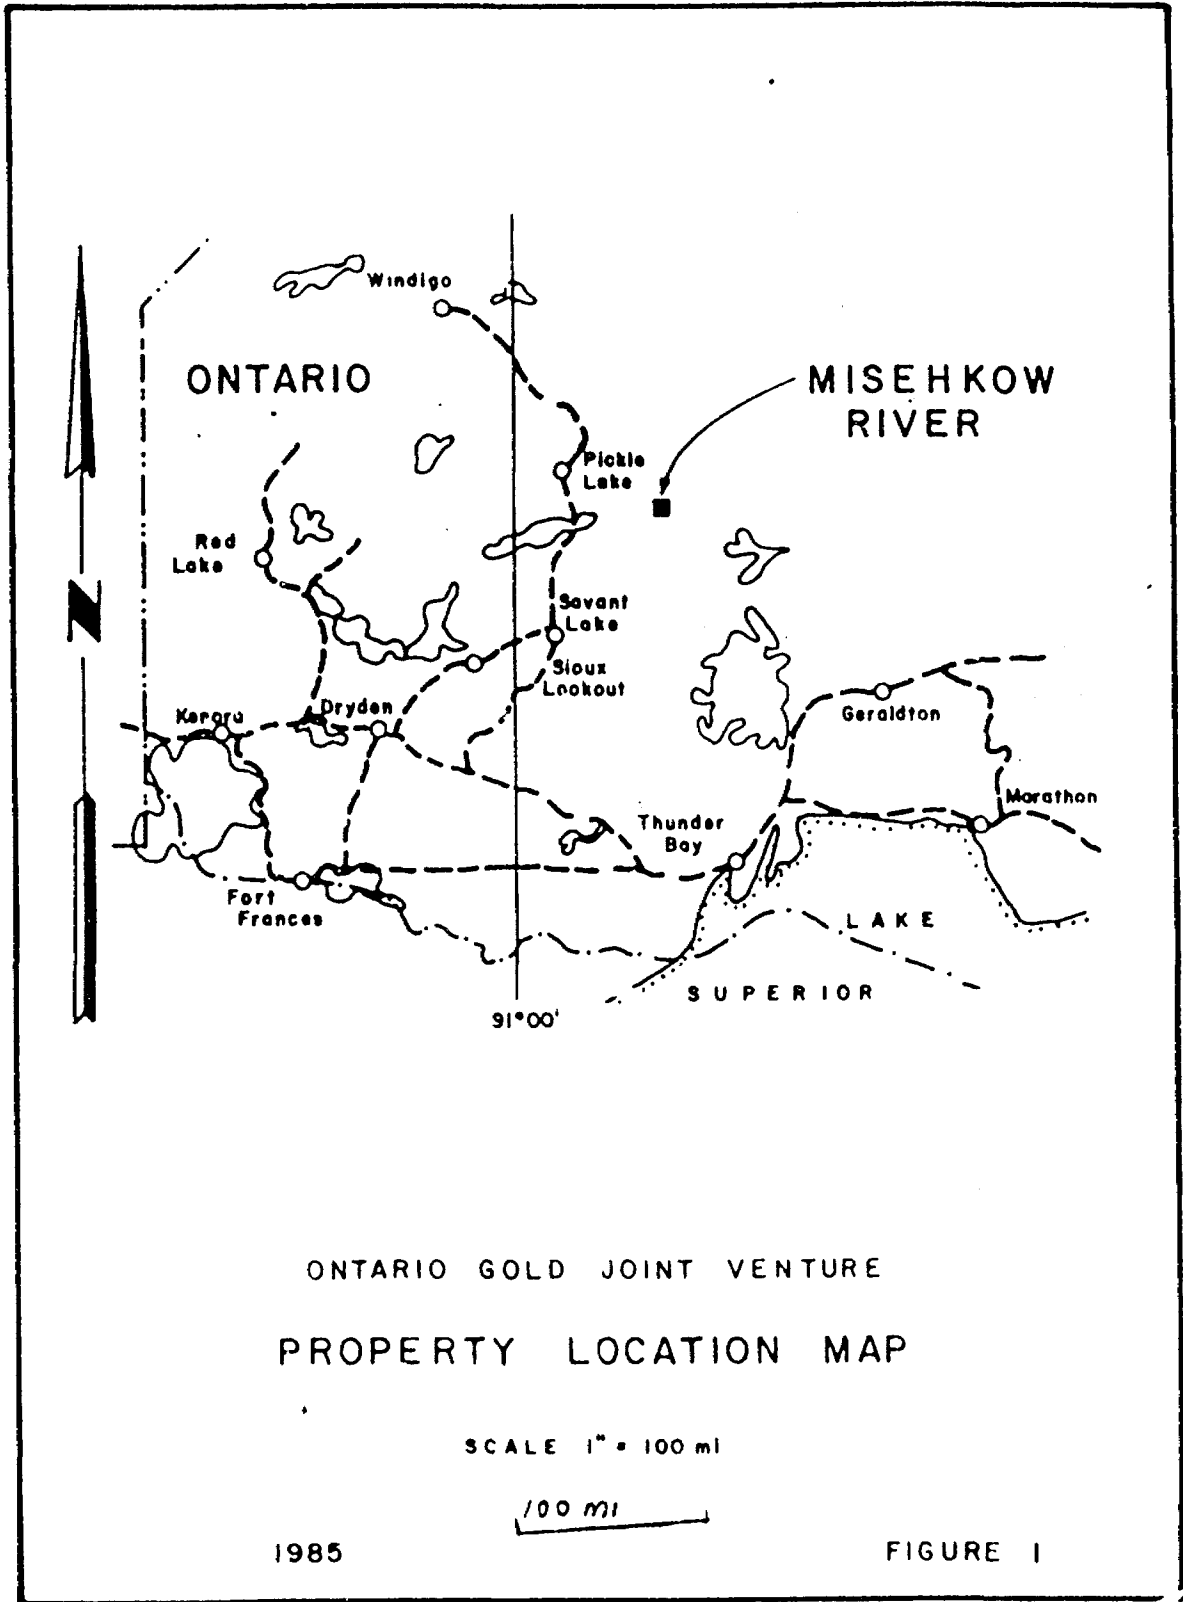 Windigo
ONTARIO
MISEHKOW
RIVER
Pickle
Lake
Red
Lake
N
Savant
Lake
Sioux
Lookout
Kenora
Dryden
Geraldton
Marathon
Thunder
Bay
Fort
Frances
LAKE
SUPERIOR
91°00'
ONTARIO GOLD JOINT VENTURE
PROPERTY LOCATION MAP
SCALE 1" = 100 mi
100 mi
1985
FIGURE 1